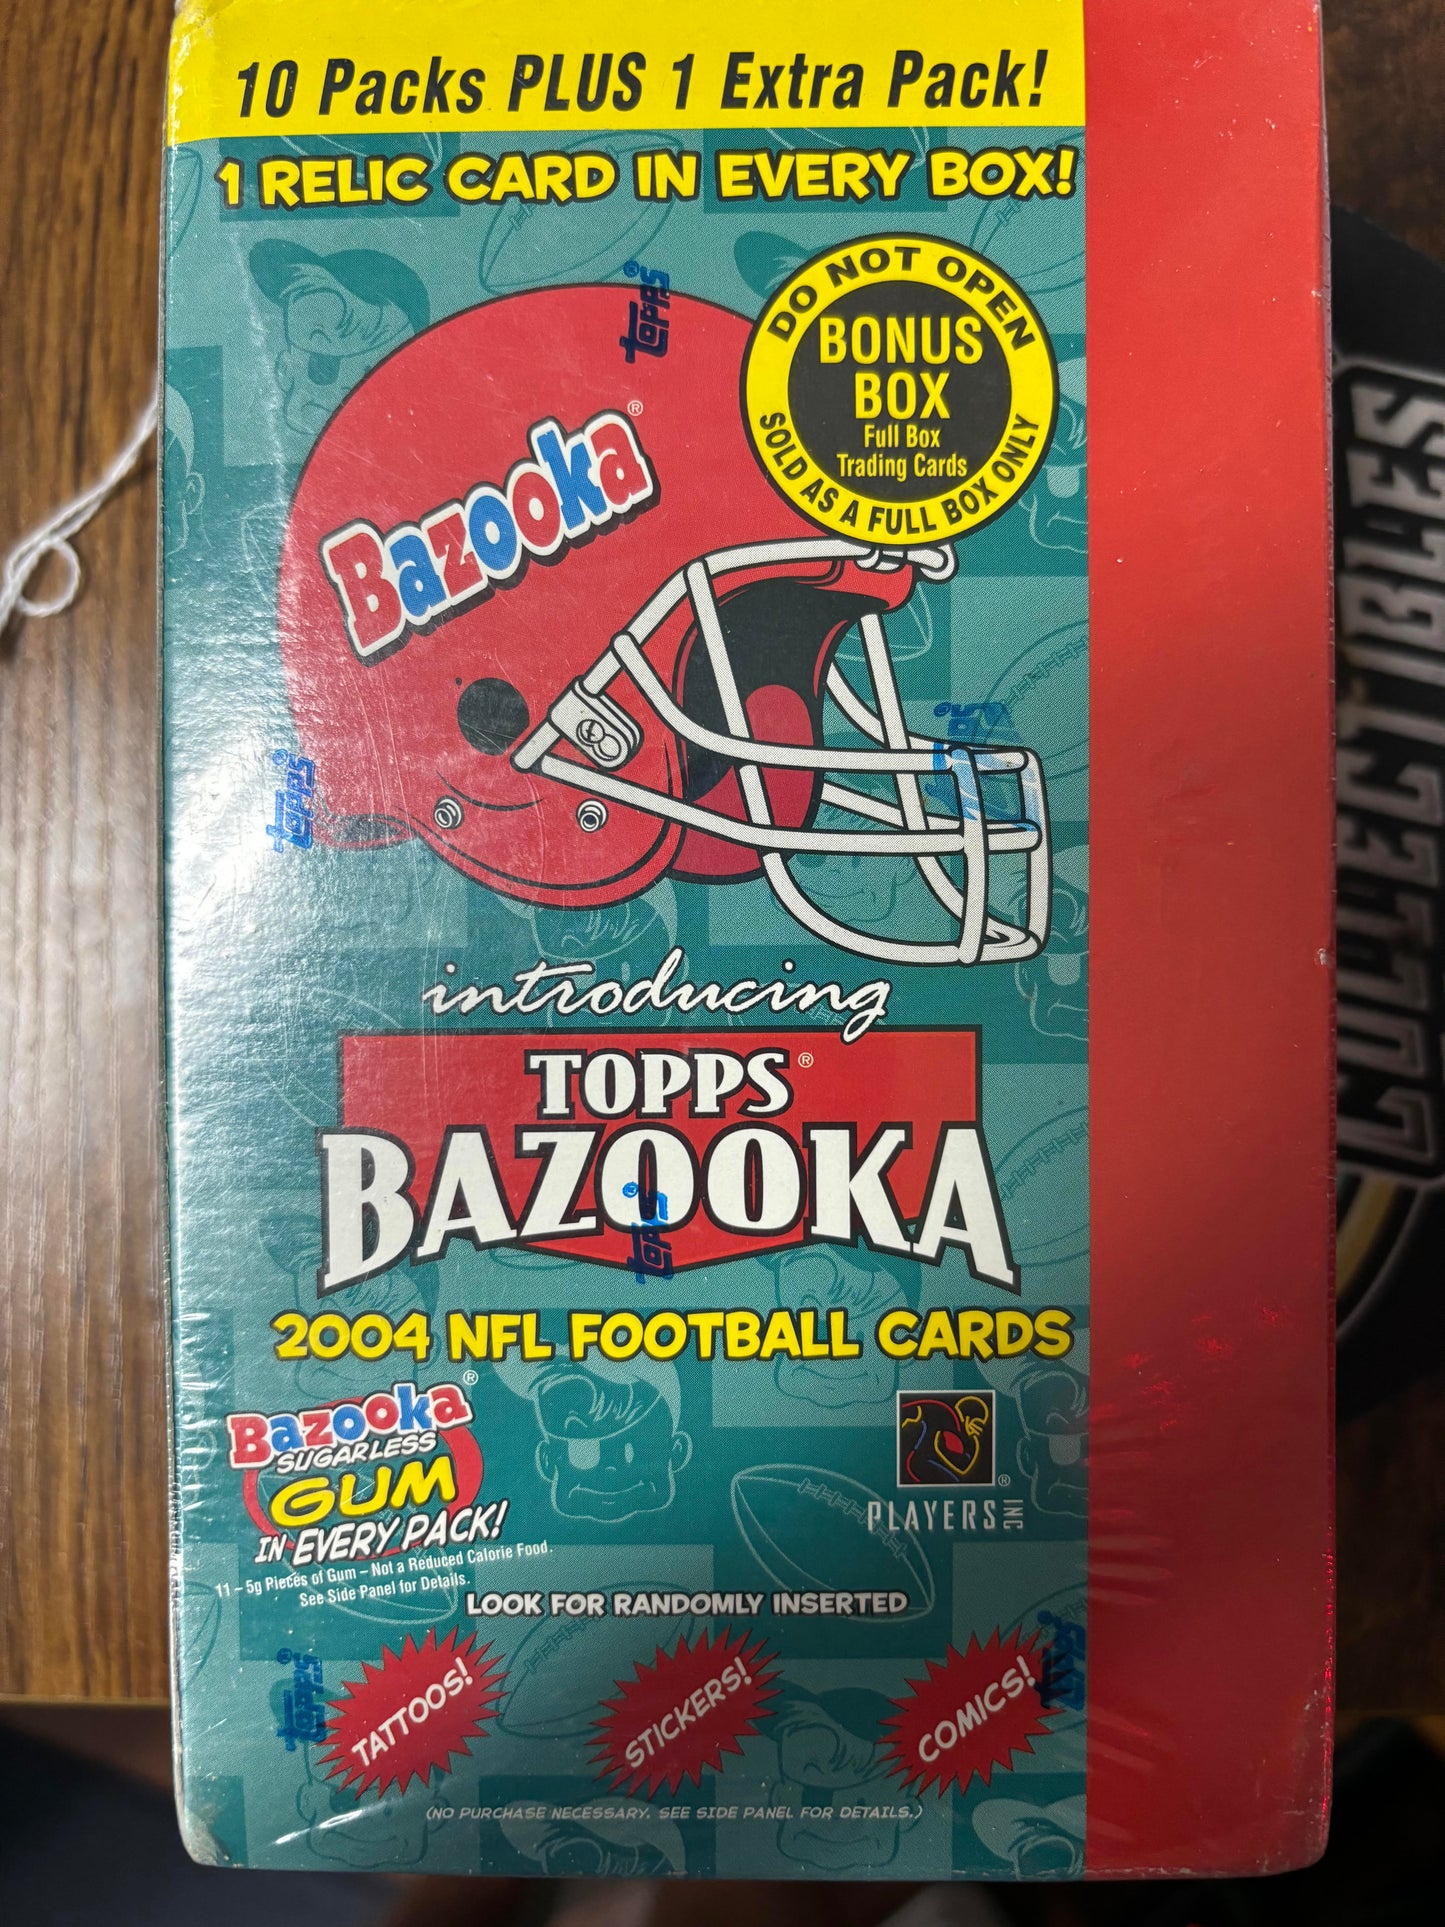 10 Packs PLUS 1 Extra Pack!
1 RELIC CARD IN EVERY BOX!
DO NOT OPEN
BONUS
BOX
Full Box
Trading Cards
SOLD AS A FULL BOX ONLY
TOPPS®
Bazooka®
TOPPS®
introducing
TOPPS®
BAZOOKA
TOPPS
2004 NFL FOOTBALL CARDS
Bazooka®
SUGARLESS
GUM
IN EVERY PACK!
11 – 5g Pieces of Gum – Not a Reduced Calorie Food.
See Side Panel for Details.
®
PLAYERS INC
LOOK FOR RANDOMLY INSERTED
TOPPS®
TATTOOS!
STICKERS!
COMICS!
TOPPS®
(NO PURCHASE NECESSARY. SEE SIDE PANEL FOR DETAILS.)
COLLECTIBLES